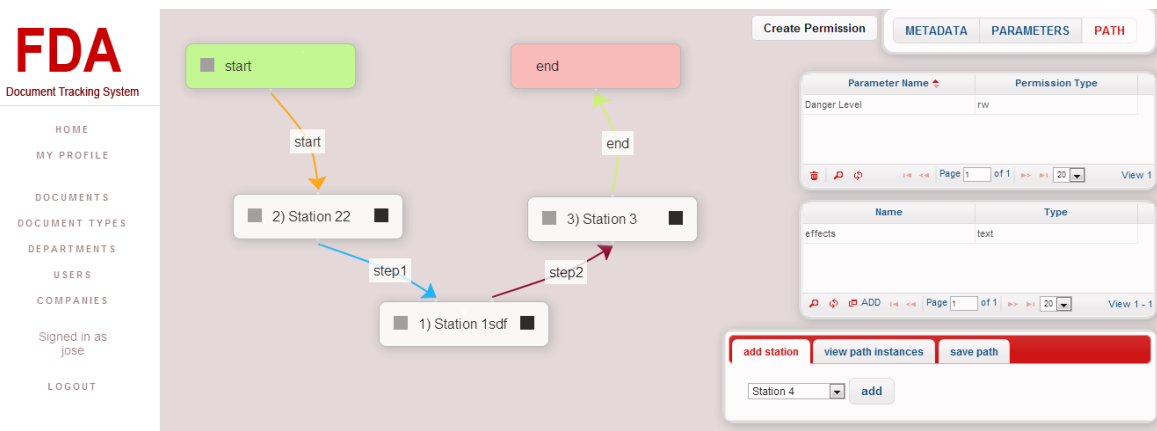 FDA
Document Tracking System
HOME
MY PROFILE
DOCUMENTS
DOCUMENT TYPES
DEPARTMENTS
USERS
COMPANIES
Signed in as
jose
LOGOUT
start
end
start
end
2) Station 22
3) Station 3
step1
step2
1) Station 1sdf
Create Permission
METADATA PARAMETERS PATH
Parameter Name Permission Type
Danger Level rw
Page 1 of 1 20 View 1
Name Type
effects text
ADD Page 1 of 1 20 View 1 - 1
add station view path instances save path
Station 4 add